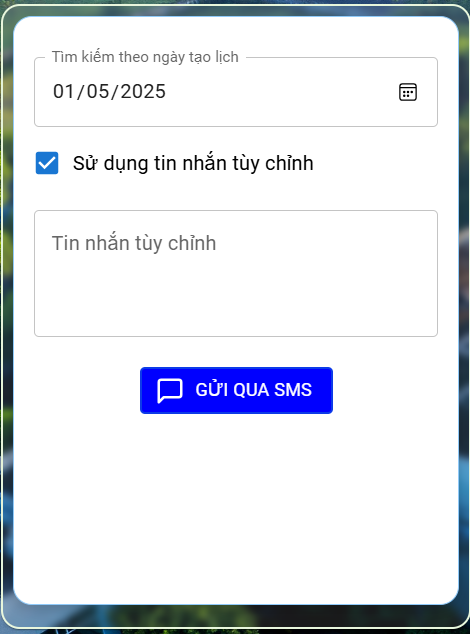 Tìm kiếm theo ngày tạo lịch
01/05/2025
Sử dụng tin nhắn tùy chỉnh
Tin nhắn tùy chỉnh
GỬI QUA SMS